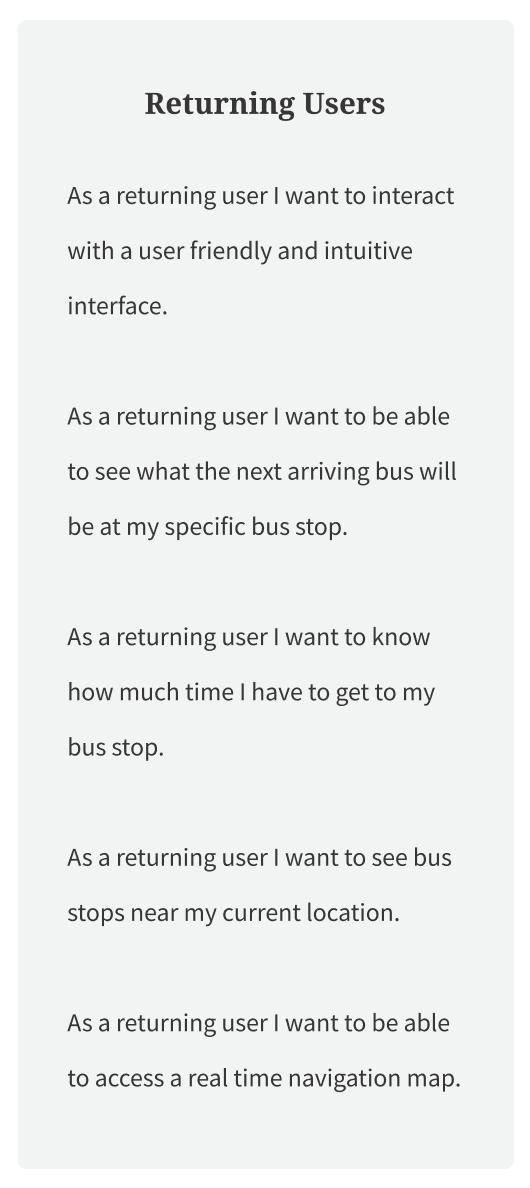 Returning Users
As a returning user I want to interact
with a user friendly and intuitive
interface.
As a returning user I want to be able
to see what the next arriving bus will
be at my specific bus stop.
As a returning user I want to know
how much time I have to get to my
bus stop.
As a returning user I want to see bus
stops near my current location.
As a returning user I want to be able
to access a real time navigation map.